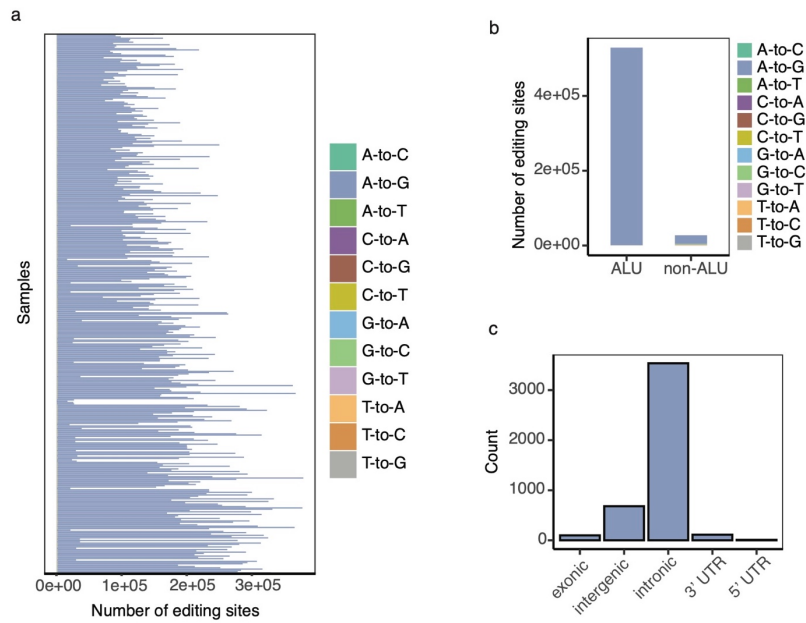 a
Samples
0e+00 1e+05 2e+05 3e+05
Number of editing sites
A-to-C
A-to-G
A-to-T
C-to-A
C-to-G
C-to-T
G-to-A
G-to-C
G-to-T
T-to-A
T-to-C
T-to-G
b
Number of editing sites
4e+05
2e+05
0e+00
ALU non-ALU
A-to-C
A-to-G
A-to-T
C-to-A
C-to-G
C-to-T
G-to-A
G-to-C
G-to-T
T-to-A
T-to-C
T-to-G
c
Count
3000
2000
1000
0
exonic
intergenic
intronic
3' UTR
5' UTR